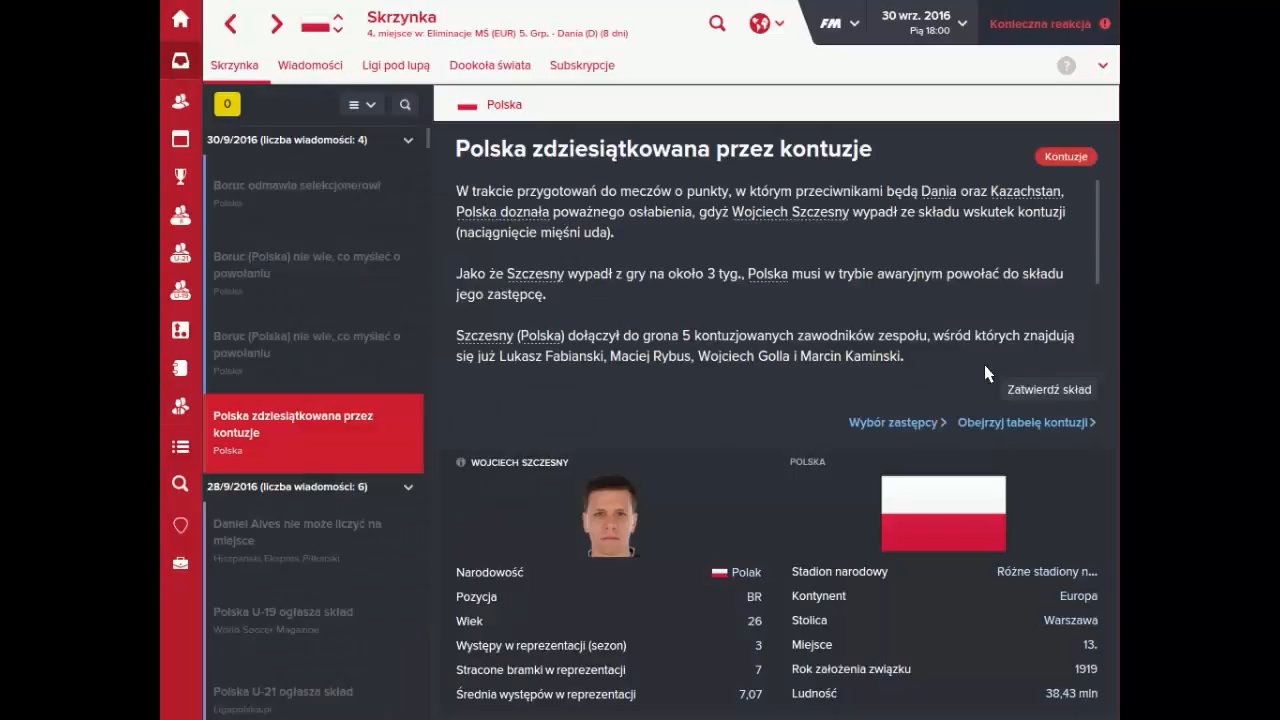 Skrzynka
4. miejsce w: Eliminacje MŚ (EUR) 5. Grp. - Dania (D) (8 dni)
FM
30 wrz. 2016
Pią 18:00
Konieczna reakcja
Skrzynka
Wiadomości
Ligi pod lupą
Dookoła świata
Subskrypcje
?
0
Polska
30/9/2016 (liczba wiadomości: 4)
Boruc odmawia selekcjonerowi
Polska
Boruc (Polska) nie wie, co myśleć o
powołaniu
Polska
Boruc (Polska) nie wie, co myśleć o
powołaniu
Polska
Polska zdziesiątkowana przez
kontuzje
Polska
28/9/2016 (liczba wiadomości: 6)
Daniel Alves nie może liczyć na
miejsce
Hiszpański Ekspres Piłkarski
Polska U-19 ogłasza skład
World Soccer Magazine
Polska U-21 ogłasza skład
Ligapolska.pl
U-21
U-19
Polska zdziesiątkowana przez kontuzje
Kontuzje
W trakcie przygotowań do meczów o punkty, w którym przeciwnikami będą Dania oraz Kazachstan,
Polska doznała poważnego osłabienia, gdyż Wojciech Szczesny wypadł ze składu wskutek kontuzji
(naciągnięcie mięśni uda).
Jako że Szczesny wypadł z gry na około 3 tyg., Polska musi w trybie awaryjnym powołać do składu
jego zastępcę.
Szczesny (Polska) dołączył do grona 5 kontuzjowanych zawodników zespołu, wśród których znajdują
się już Lukasz Fabianski, Maciej Rybus, Wojciech Golla i Marcin Kaminski.
Zatwierdź skład
Wybór zastępcy
Obejrzyj tabelę kontuzji
WOJCIECH SZCZESNY
Narodowość Polak
Pozycja BR
Wiek 26
Występy w reprezentacji (sezon) 3
Stracone bramki w reprezentacji 7
Średnia występów w reprezentacji 7,07
POLSKA
Stadion narodowy Różne stadiony n...
Kontynent Europa
Stolica Warszawa
Miejsce 13.
Rok założenia związku 1919
Ludność 38,43 mln